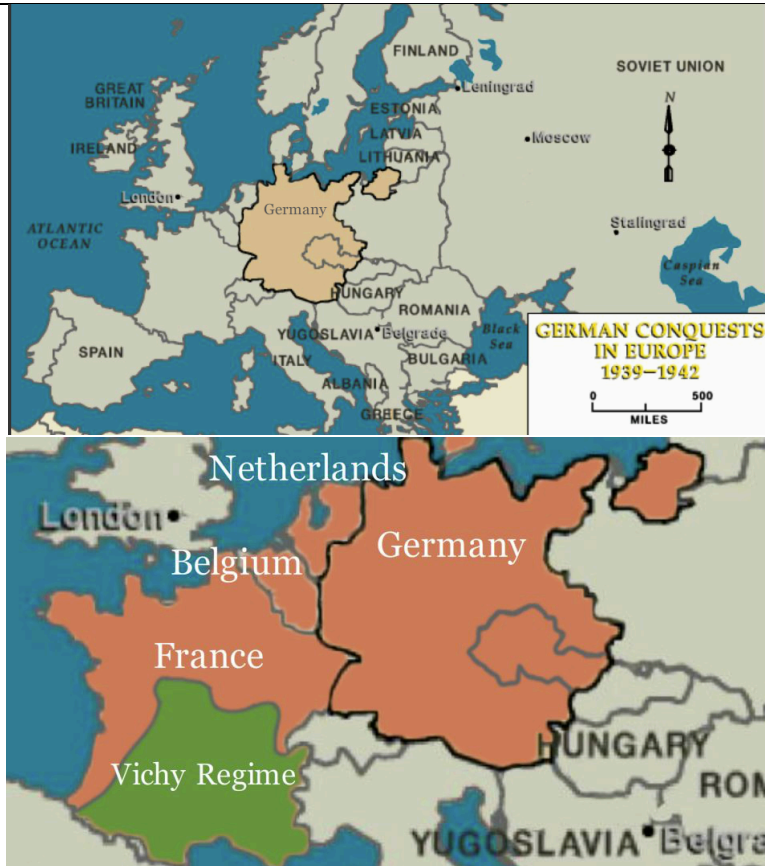 FINLAND
SOVIET UNION
GREAT
BRITAIN
Leningrad
N
ESTONIA
LATVIA
Moscow
IRELAND
LITHUANIA
London
Germany
ATLANTIC
OCEAN
Stalingrad
Caspian
Sea
HUNGARY
ROMANIA
Black
Sea
YUGOSLAVIA
Belgrade
SPAIN
ITALY
BULGARIA
ALBANIA
GREECE
GERMAN CONQUESTS
IN EUROPE
1939–1942
0 500
MILES
Netherlands
London
Germany
Belgium
France
Vichy Regime
HUNGARY
ROM
YUGOSLAVIA
Belgra